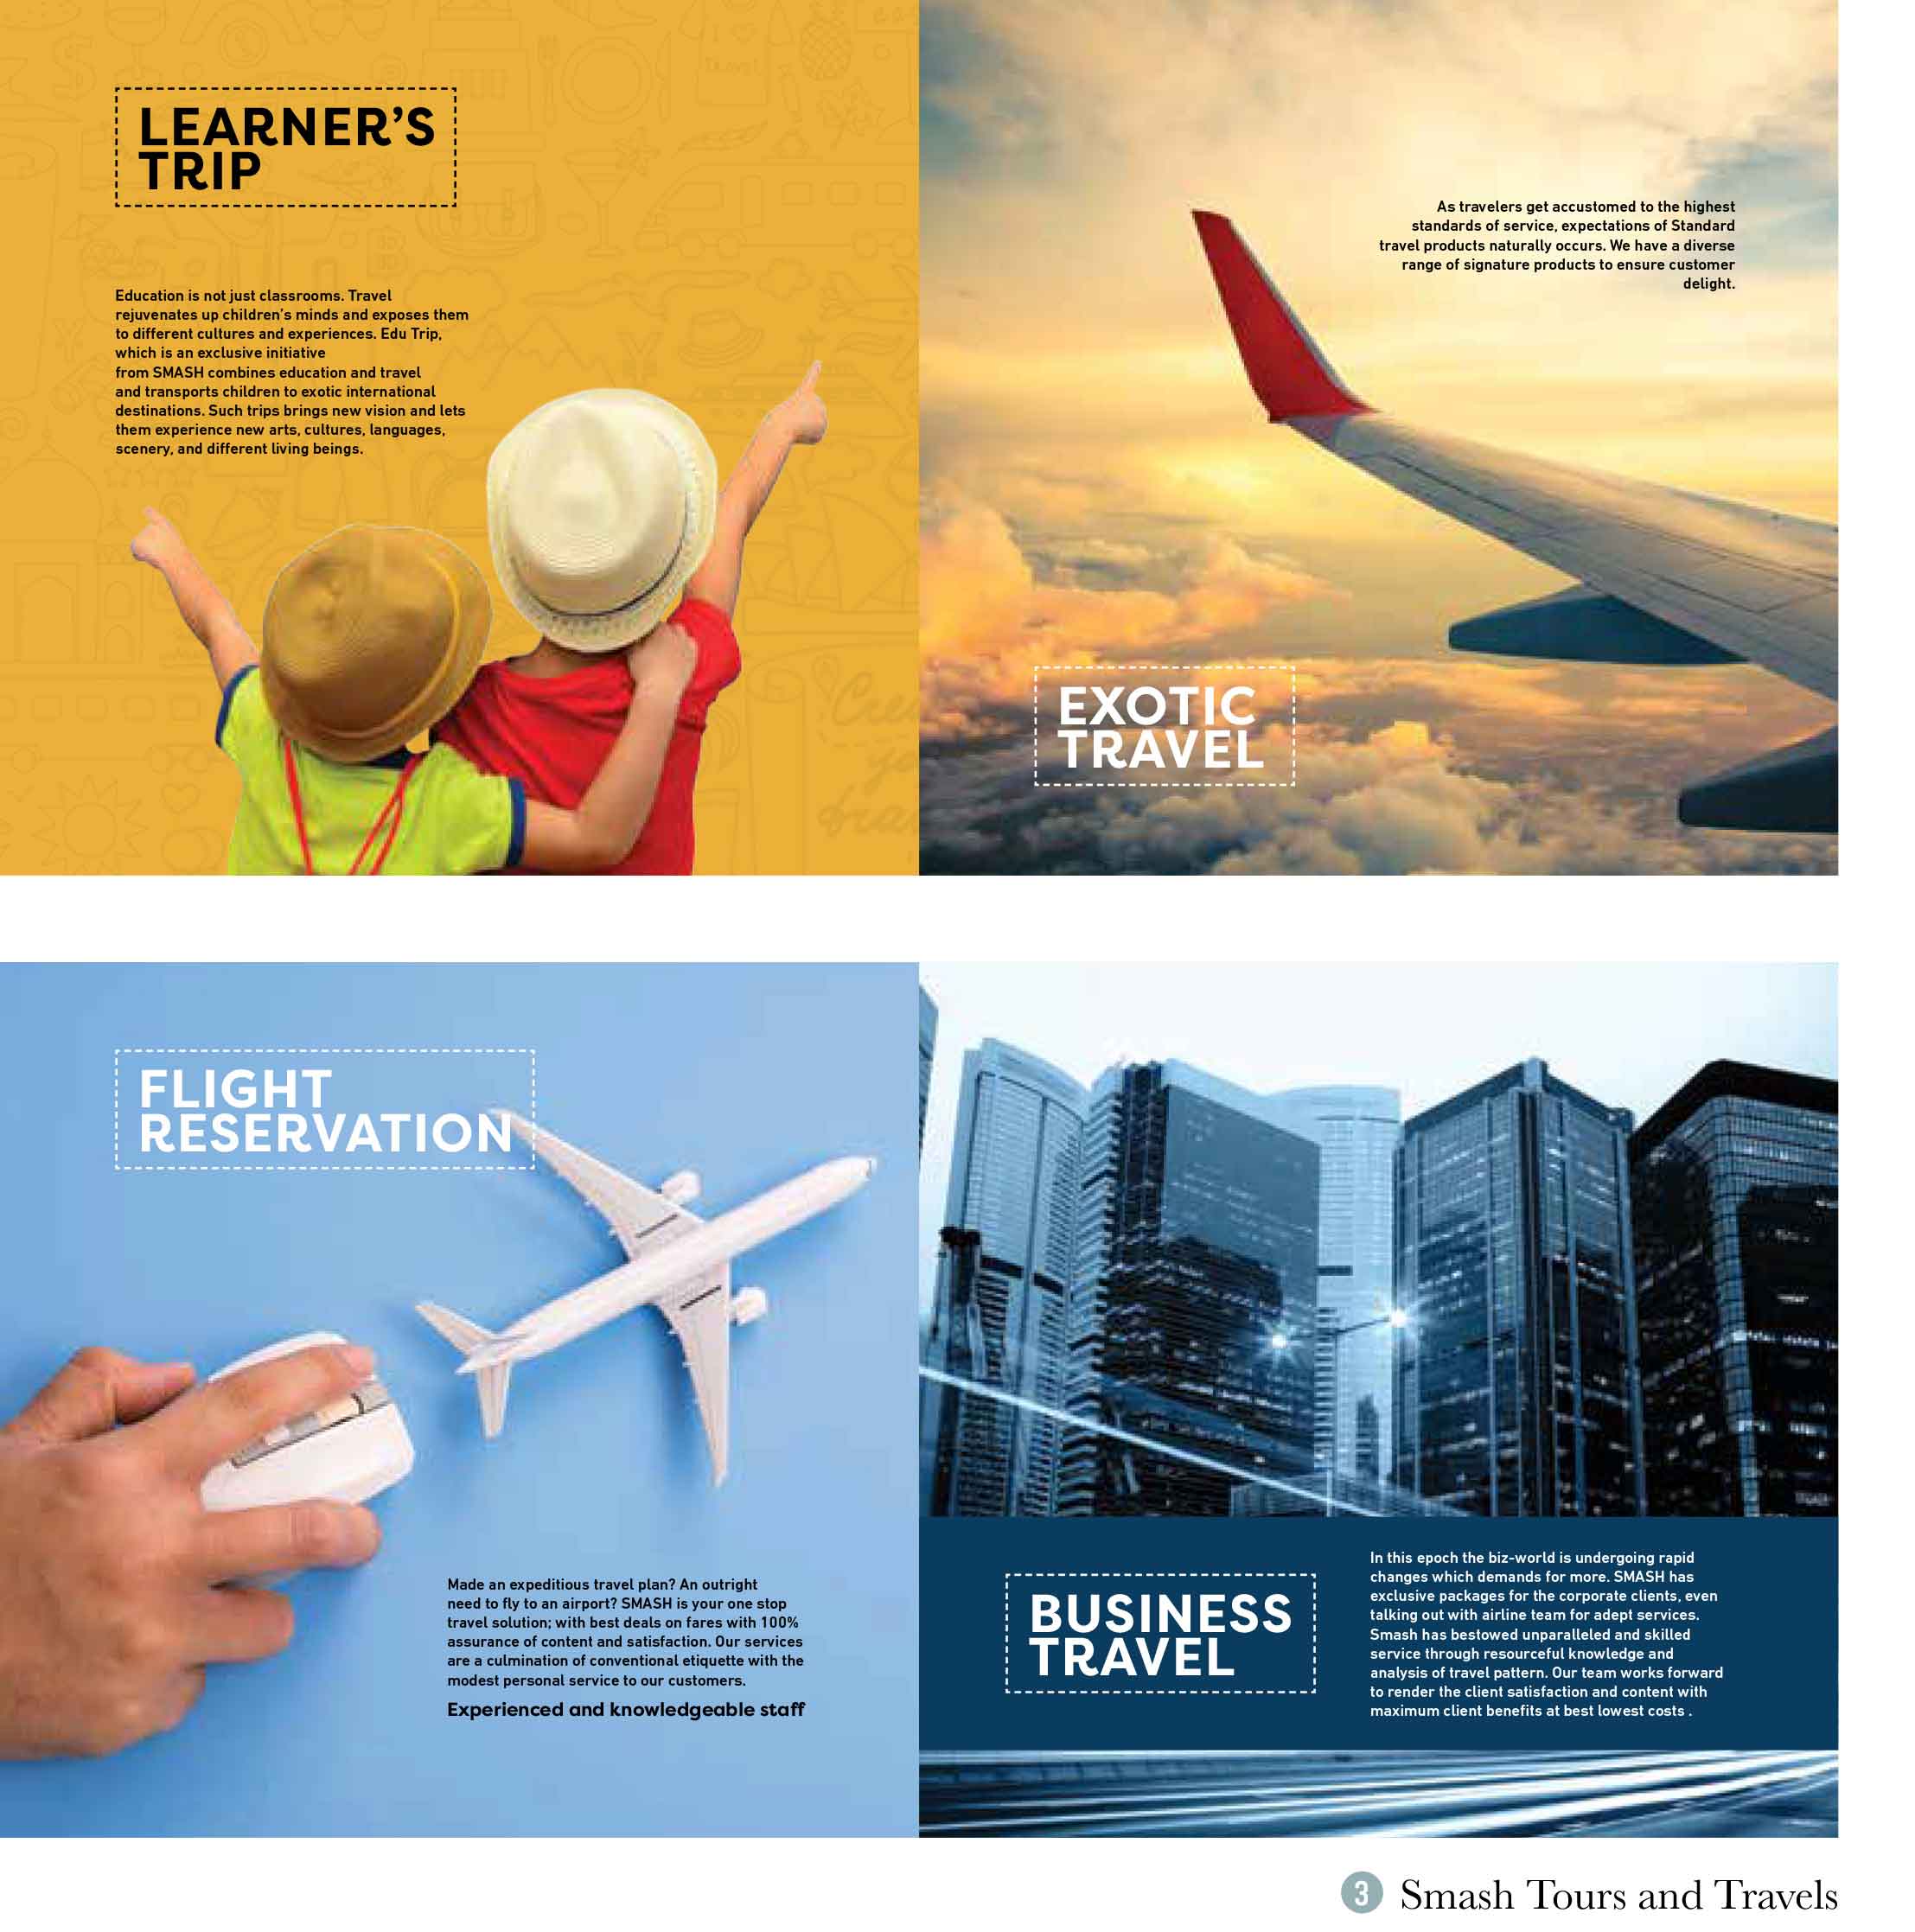 LEARNER'S
TRIP
Education is not just classrooms. Travel
rejuvenates up children's minds and exposes them
to different cultures and experiences. Edu Trip,
which is an exclusive initiative
from SMASH combines education and travel
and transports children to exotic international
destinations. Such trips brings new vision and lets
them experience new arts, cultures, languages,
scenery, and different living beings.
As travelers get accustomed to the highest
standards of service, expectations of Standard
travel products naturally occurs. We have a diverse
range of signature products to ensure customer
delight.
EXOTIC
TRAVEL
FLIGHT
RESERVATION
Made an expeditious travel plan? An outright
need to fly to an airport? SMASH is your one stop
travel solution; with best deals on fares with 100%
assurance of content and satisfaction. Our services
are a culmination of conventional etiquette with the
modest personal service to our customers.
Experienced and knowledgeable staff
BUSINESS
TRAVEL
In this epoch the biz-world is undergoing rapid
changes which demands for more. SMASH has
exclusive packages for the corporate clients, even
talking out with airline team for adept services.
Smash has bestowed unparalleled and skilled
service through resourceful knowledge and
analysis of travel pattern. Our team works forward
to render the client satisfaction and content with
maximum client benefits at best lowest costs .
3 Smash Tours and Travels